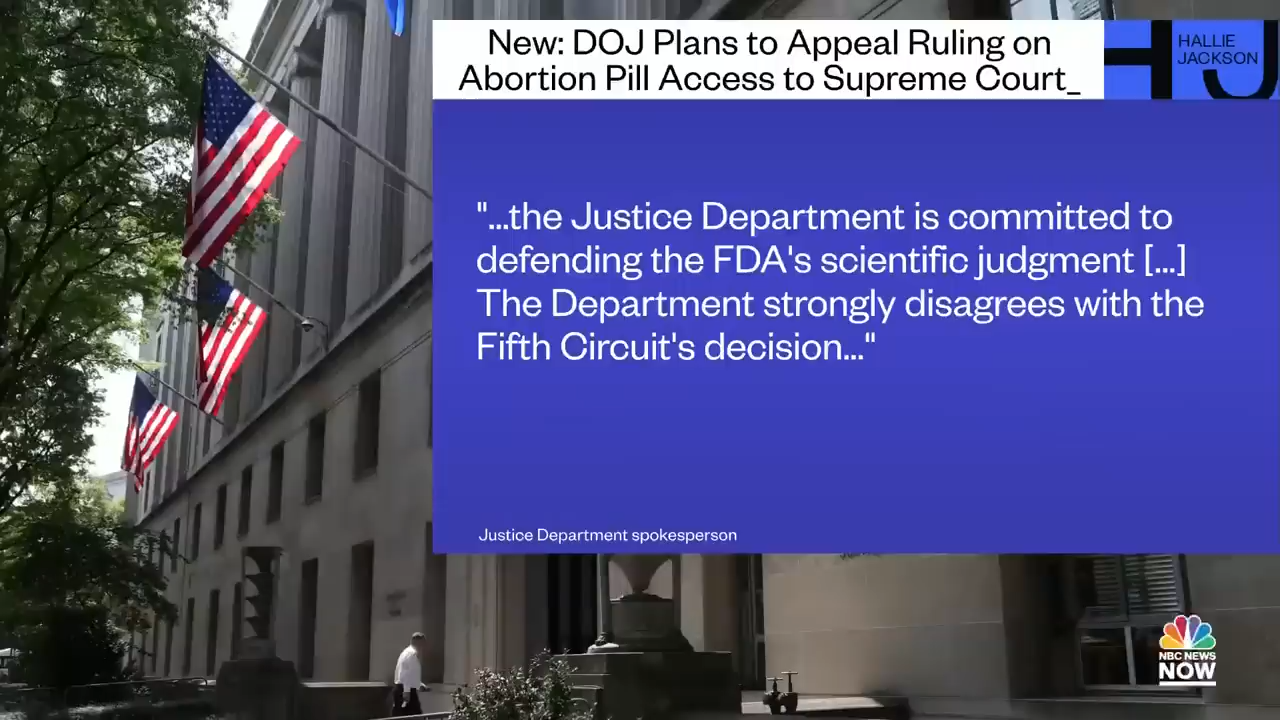 New: DOJ Plans to Appeal Ruling on
Abortion Pill Access to Supreme Court_
HALLIE
JACKSON
"...the Justice Department is committed to
defending the FDA's scientific judgment [...]
The Department strongly disagrees with the
Fifth Circuit's decision..."
Justice Department spokesperson
NBC NEWS
NOW